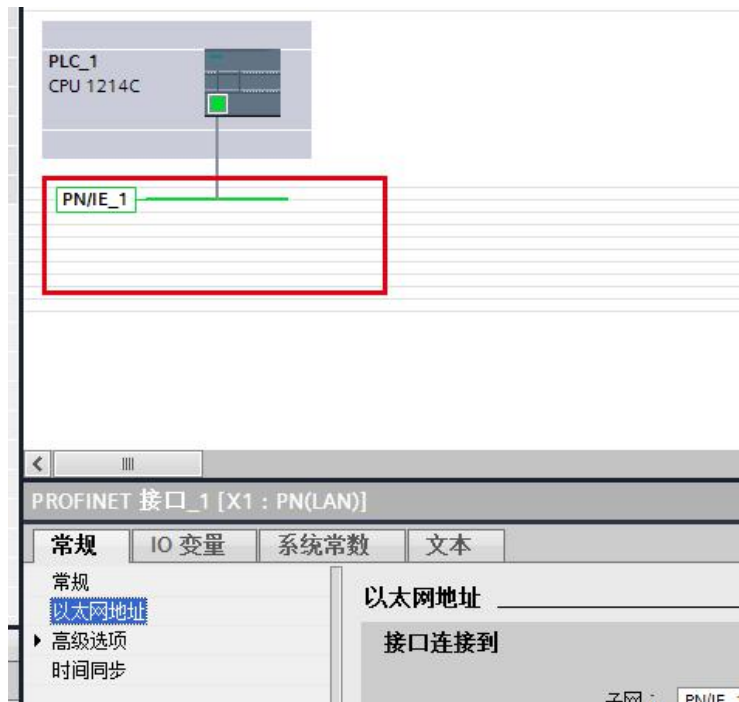 PLC_1
CPU 1214C
PN/IE_1
PROFINET 接口_1 [X1 : PN(LAN)]
常规 IO 变量 系统常数 文本
常规
以太网地址
高级选项
时间同步
以太网地址
接口连接到
子网：